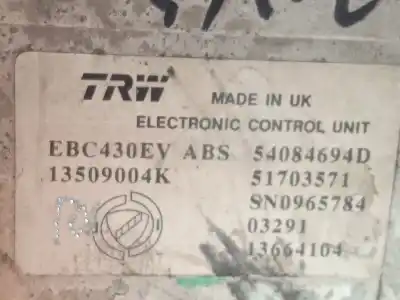 TRW
MADE IN UK
ELECTRONIC CONTROL UNIT
EBC430EV ABS 54084694D
13509004K 51703571
SN0965784
03291
13664104